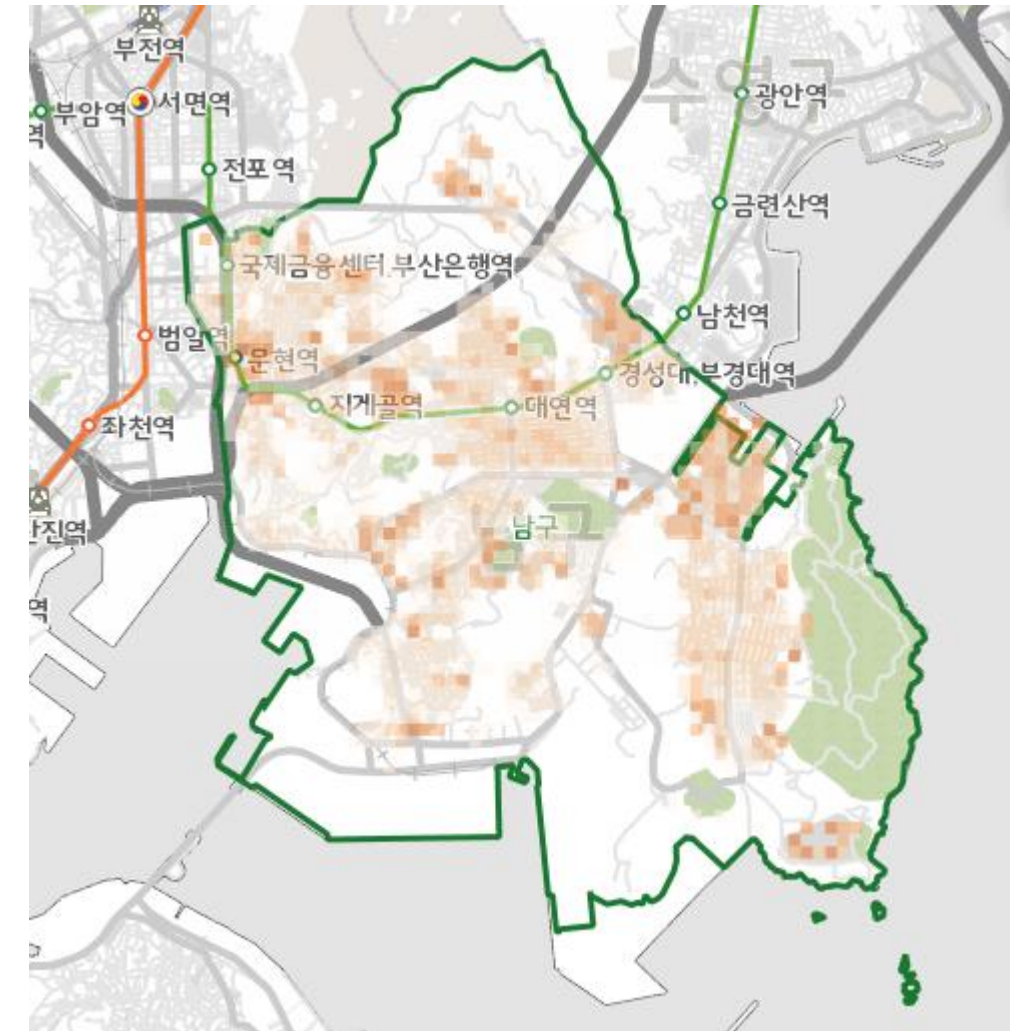 부전역
수영구
부암역
서면역
광안역
역
전포역
금련산역
국제금융센터.부산은행역
남천역
범일역
문현역
경성대.부경대역
지게골역
대연역
좌천역
남구
구
역